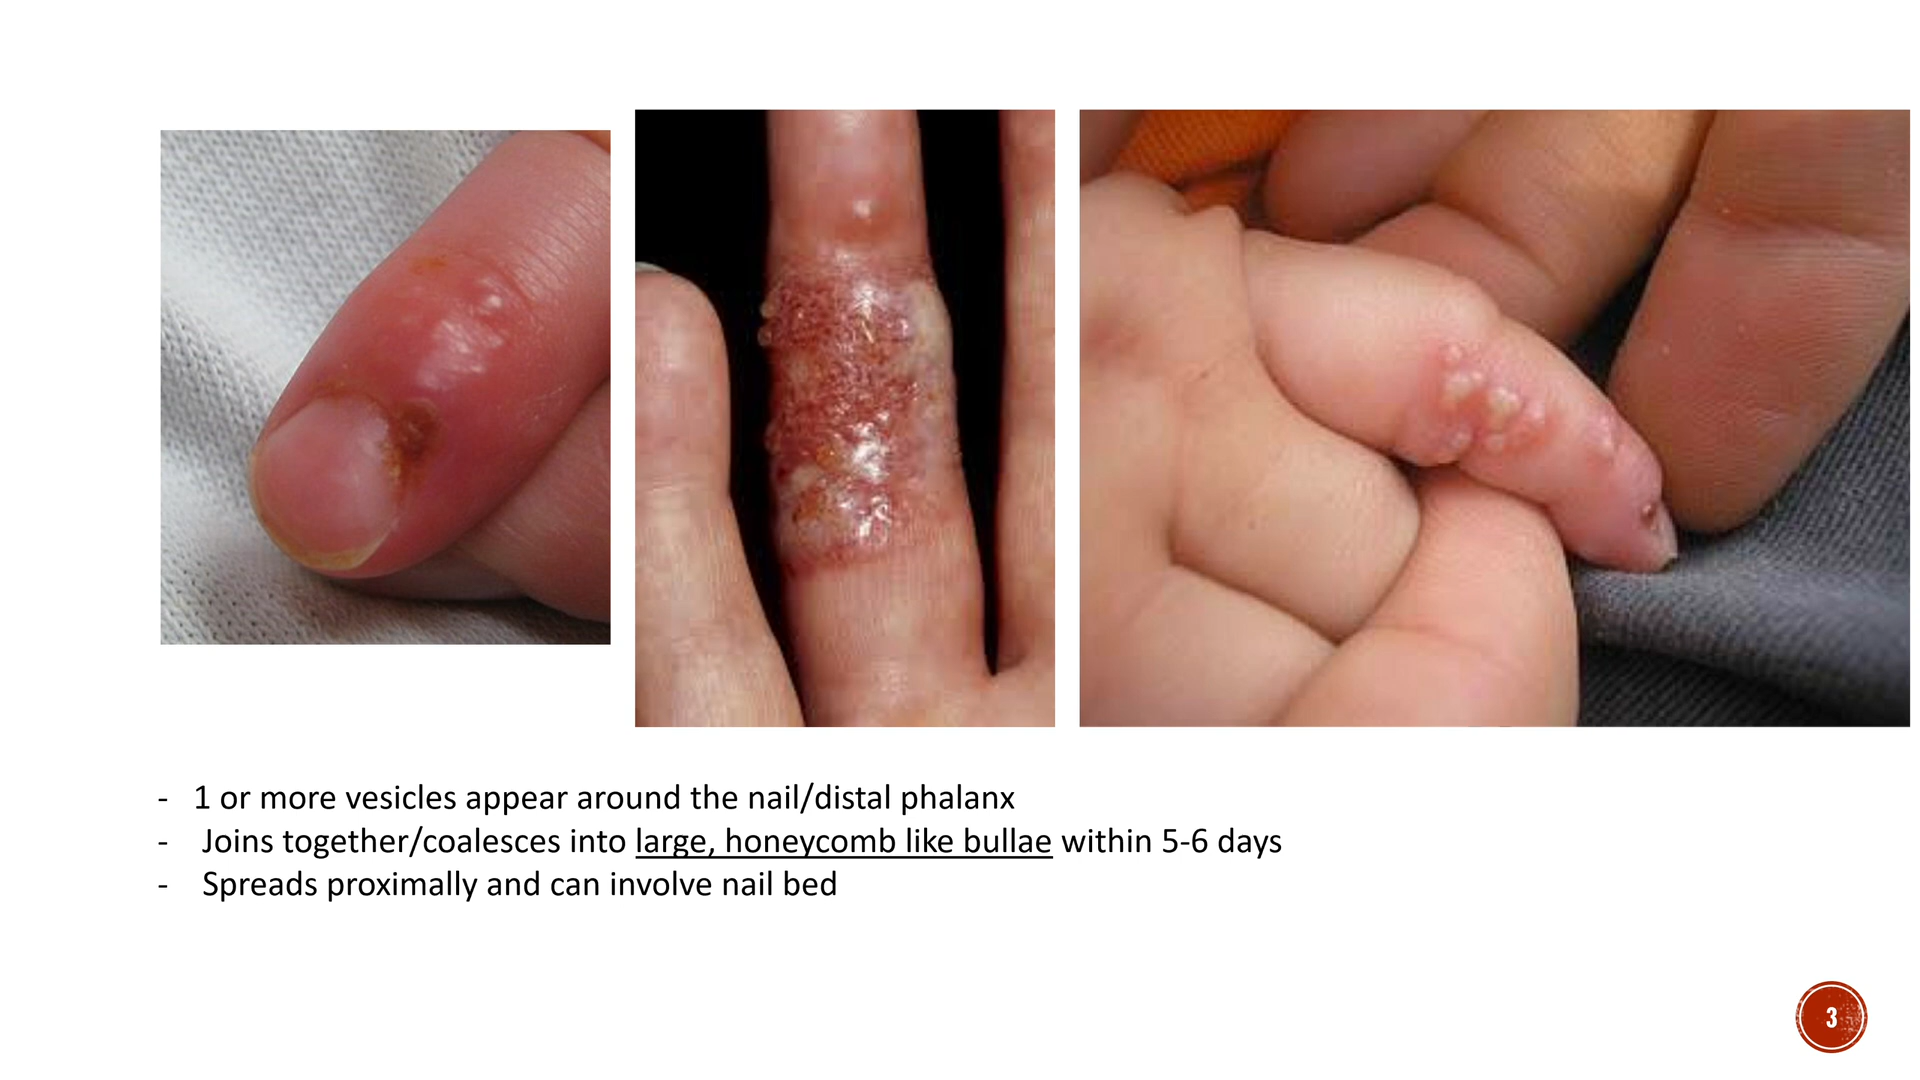 - 1 or more vesicles appear around the nail/distal phalanx
- Joins together/coalesces into large, honeycomb like bullae within 5-6 days
- Spreads proximally and can involve nail bed
3